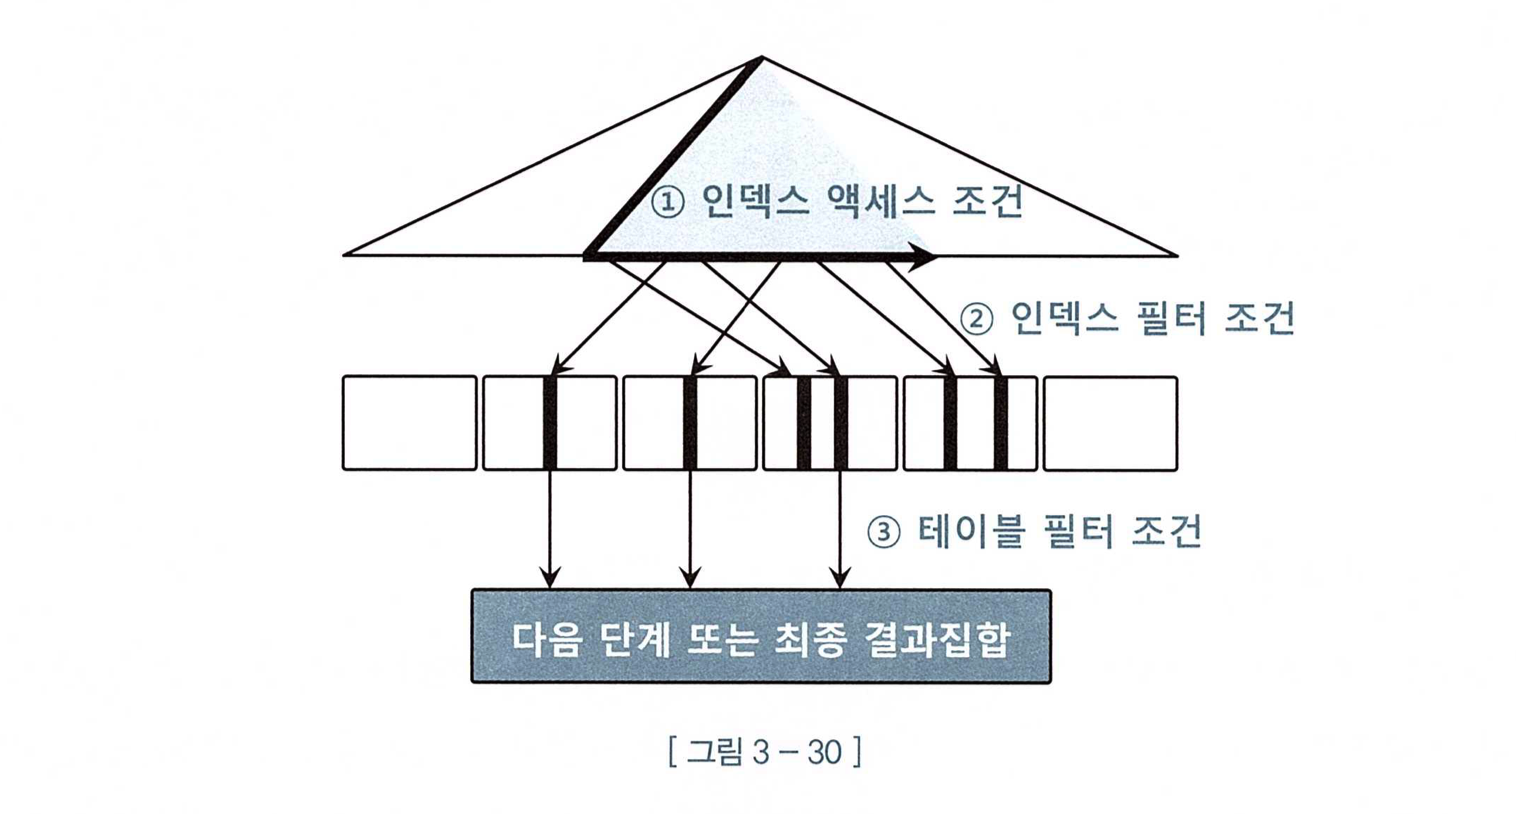 ① 인덱스 액세스 조건
② 인덱스 필터 조건
③ 테이블 필터 조건
다음 단계 또는 최종 결과집합
[ 그림 3 - 30 ]